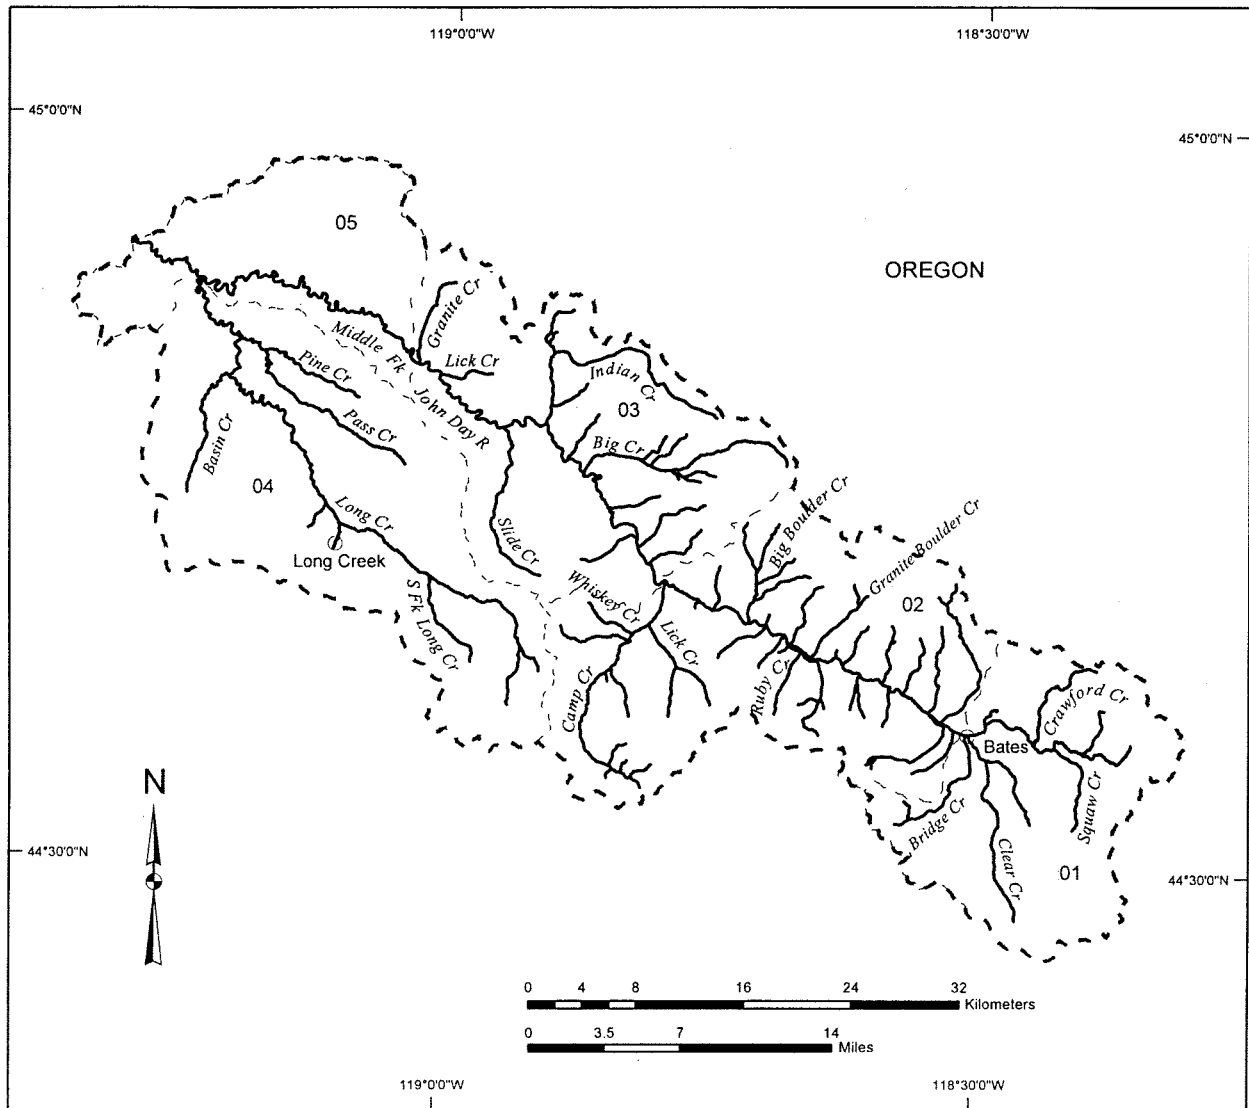 119°0'0"W
118°30'0"W
45°0'0"N
45°0'0"N
05
OREGON
Granite Cr
Middle Fk John Day R
Lick Cr
Pine Cr
Indian Cr
03
Pass Cr
Basin Cr
Big Cr
04
Long Cr
Big Boulder Cr
Granite Boulder Cr
Slide Cr
Long Creek
Whiskey Cr
S Fk Long Cr
02
Lick Cr
Camp Cr
Ruby Cr
Crawford Cr
Bates
N
Squaw Cr
Bridge Cr
Clear Cr
01
44°30'0"N
44°30'0"N
0 4 8 16 24 32
Kilometers
0 3.5 7 14
Miles
119°0'0"W
118°30'0"W